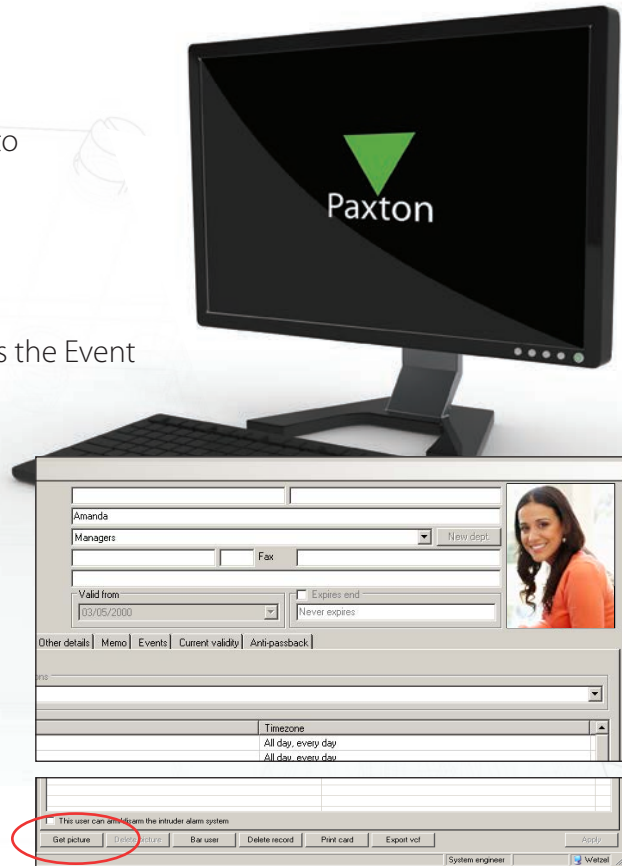 to
Paxton
s the Event
Amanda
Managers New dept.
Fax
Valid from Expires end
03/05/2000 Never expires
Other details Memo Events Current validity Anti-passback
ons
Timezone
All day, every day
All day, every day
This user can arm/disarm the intruder alarm system
Get picture Delete picture Bar user Delete record Print card Export vcf Apply
System engineer Wetzel